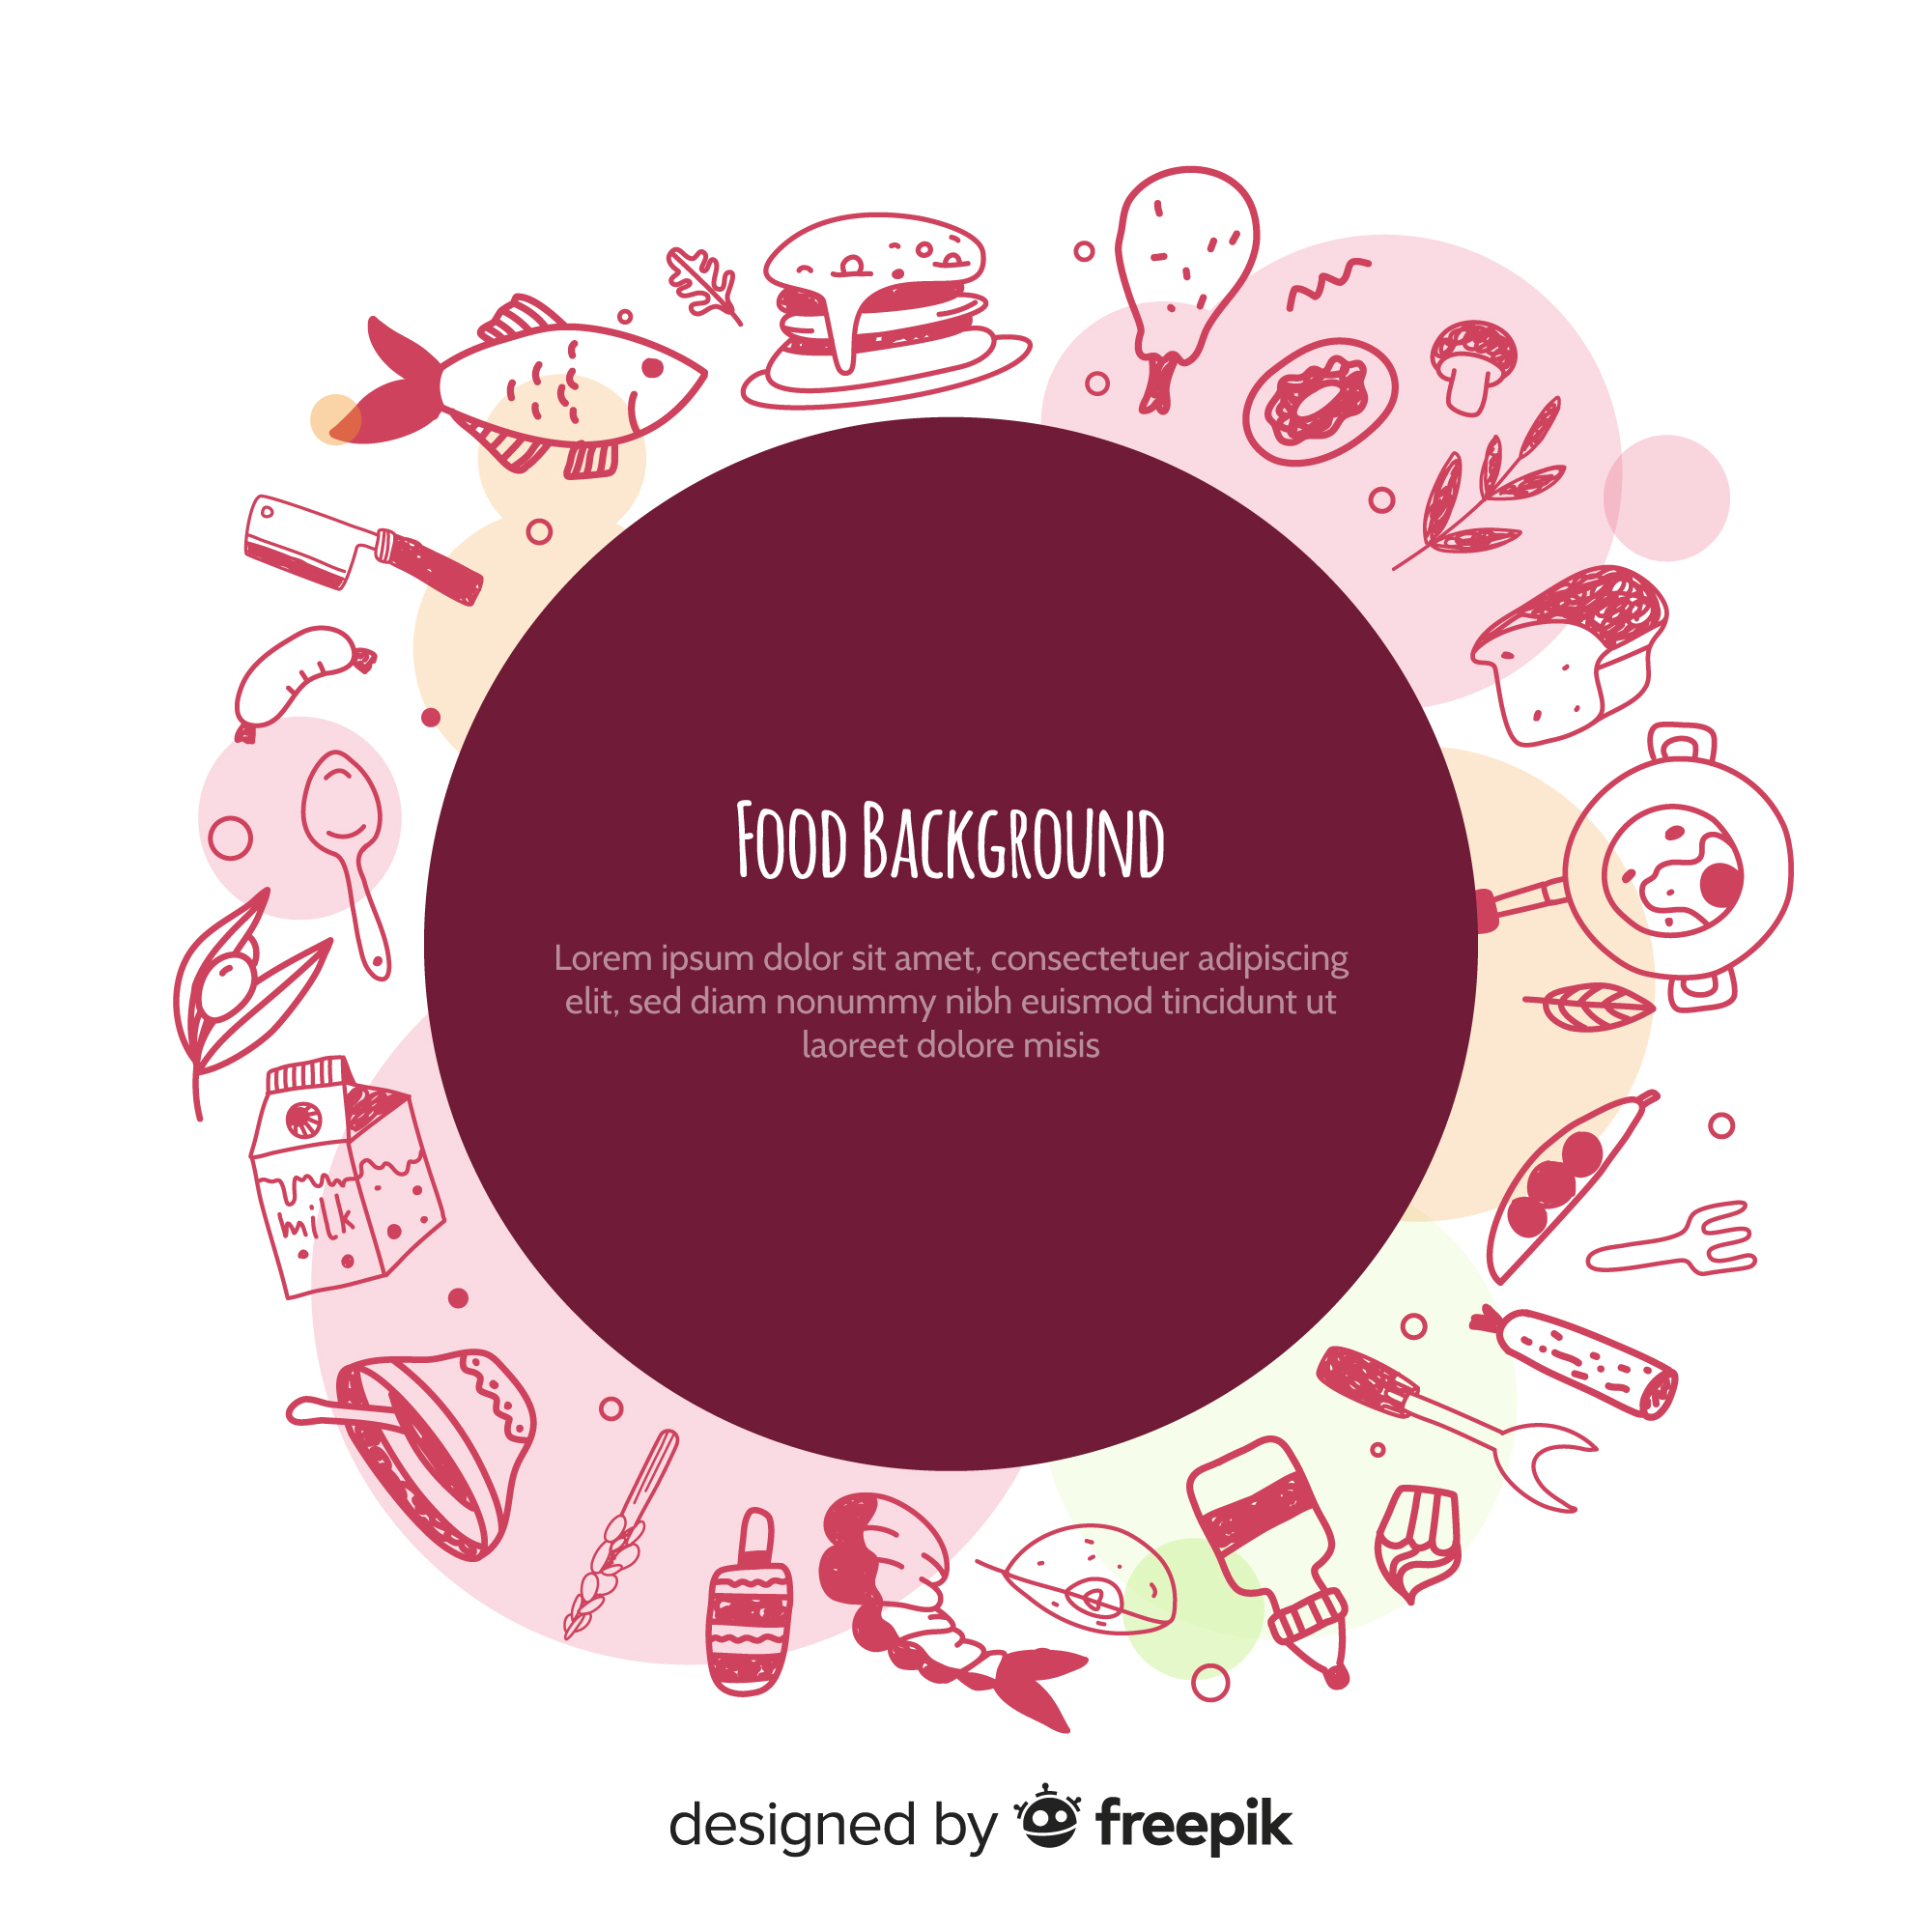 Food Background
Lorem ipsum dolor sit amet, consectetuer adipiscing
elit, sed diam nonummy nibh euismod tincidunt ut
laoreet dolore misis
milk
designed by freepik